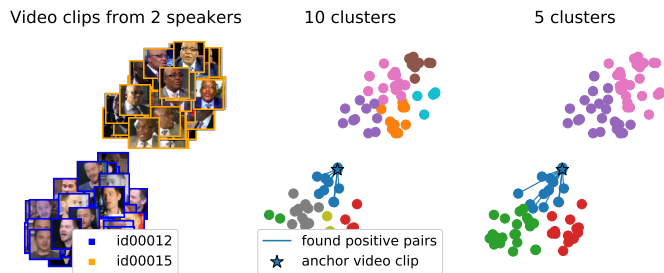 Video clips from 2 speakers
10 clusters
5 clusters
id00012
id00015
found positive pairs
anchor video clip